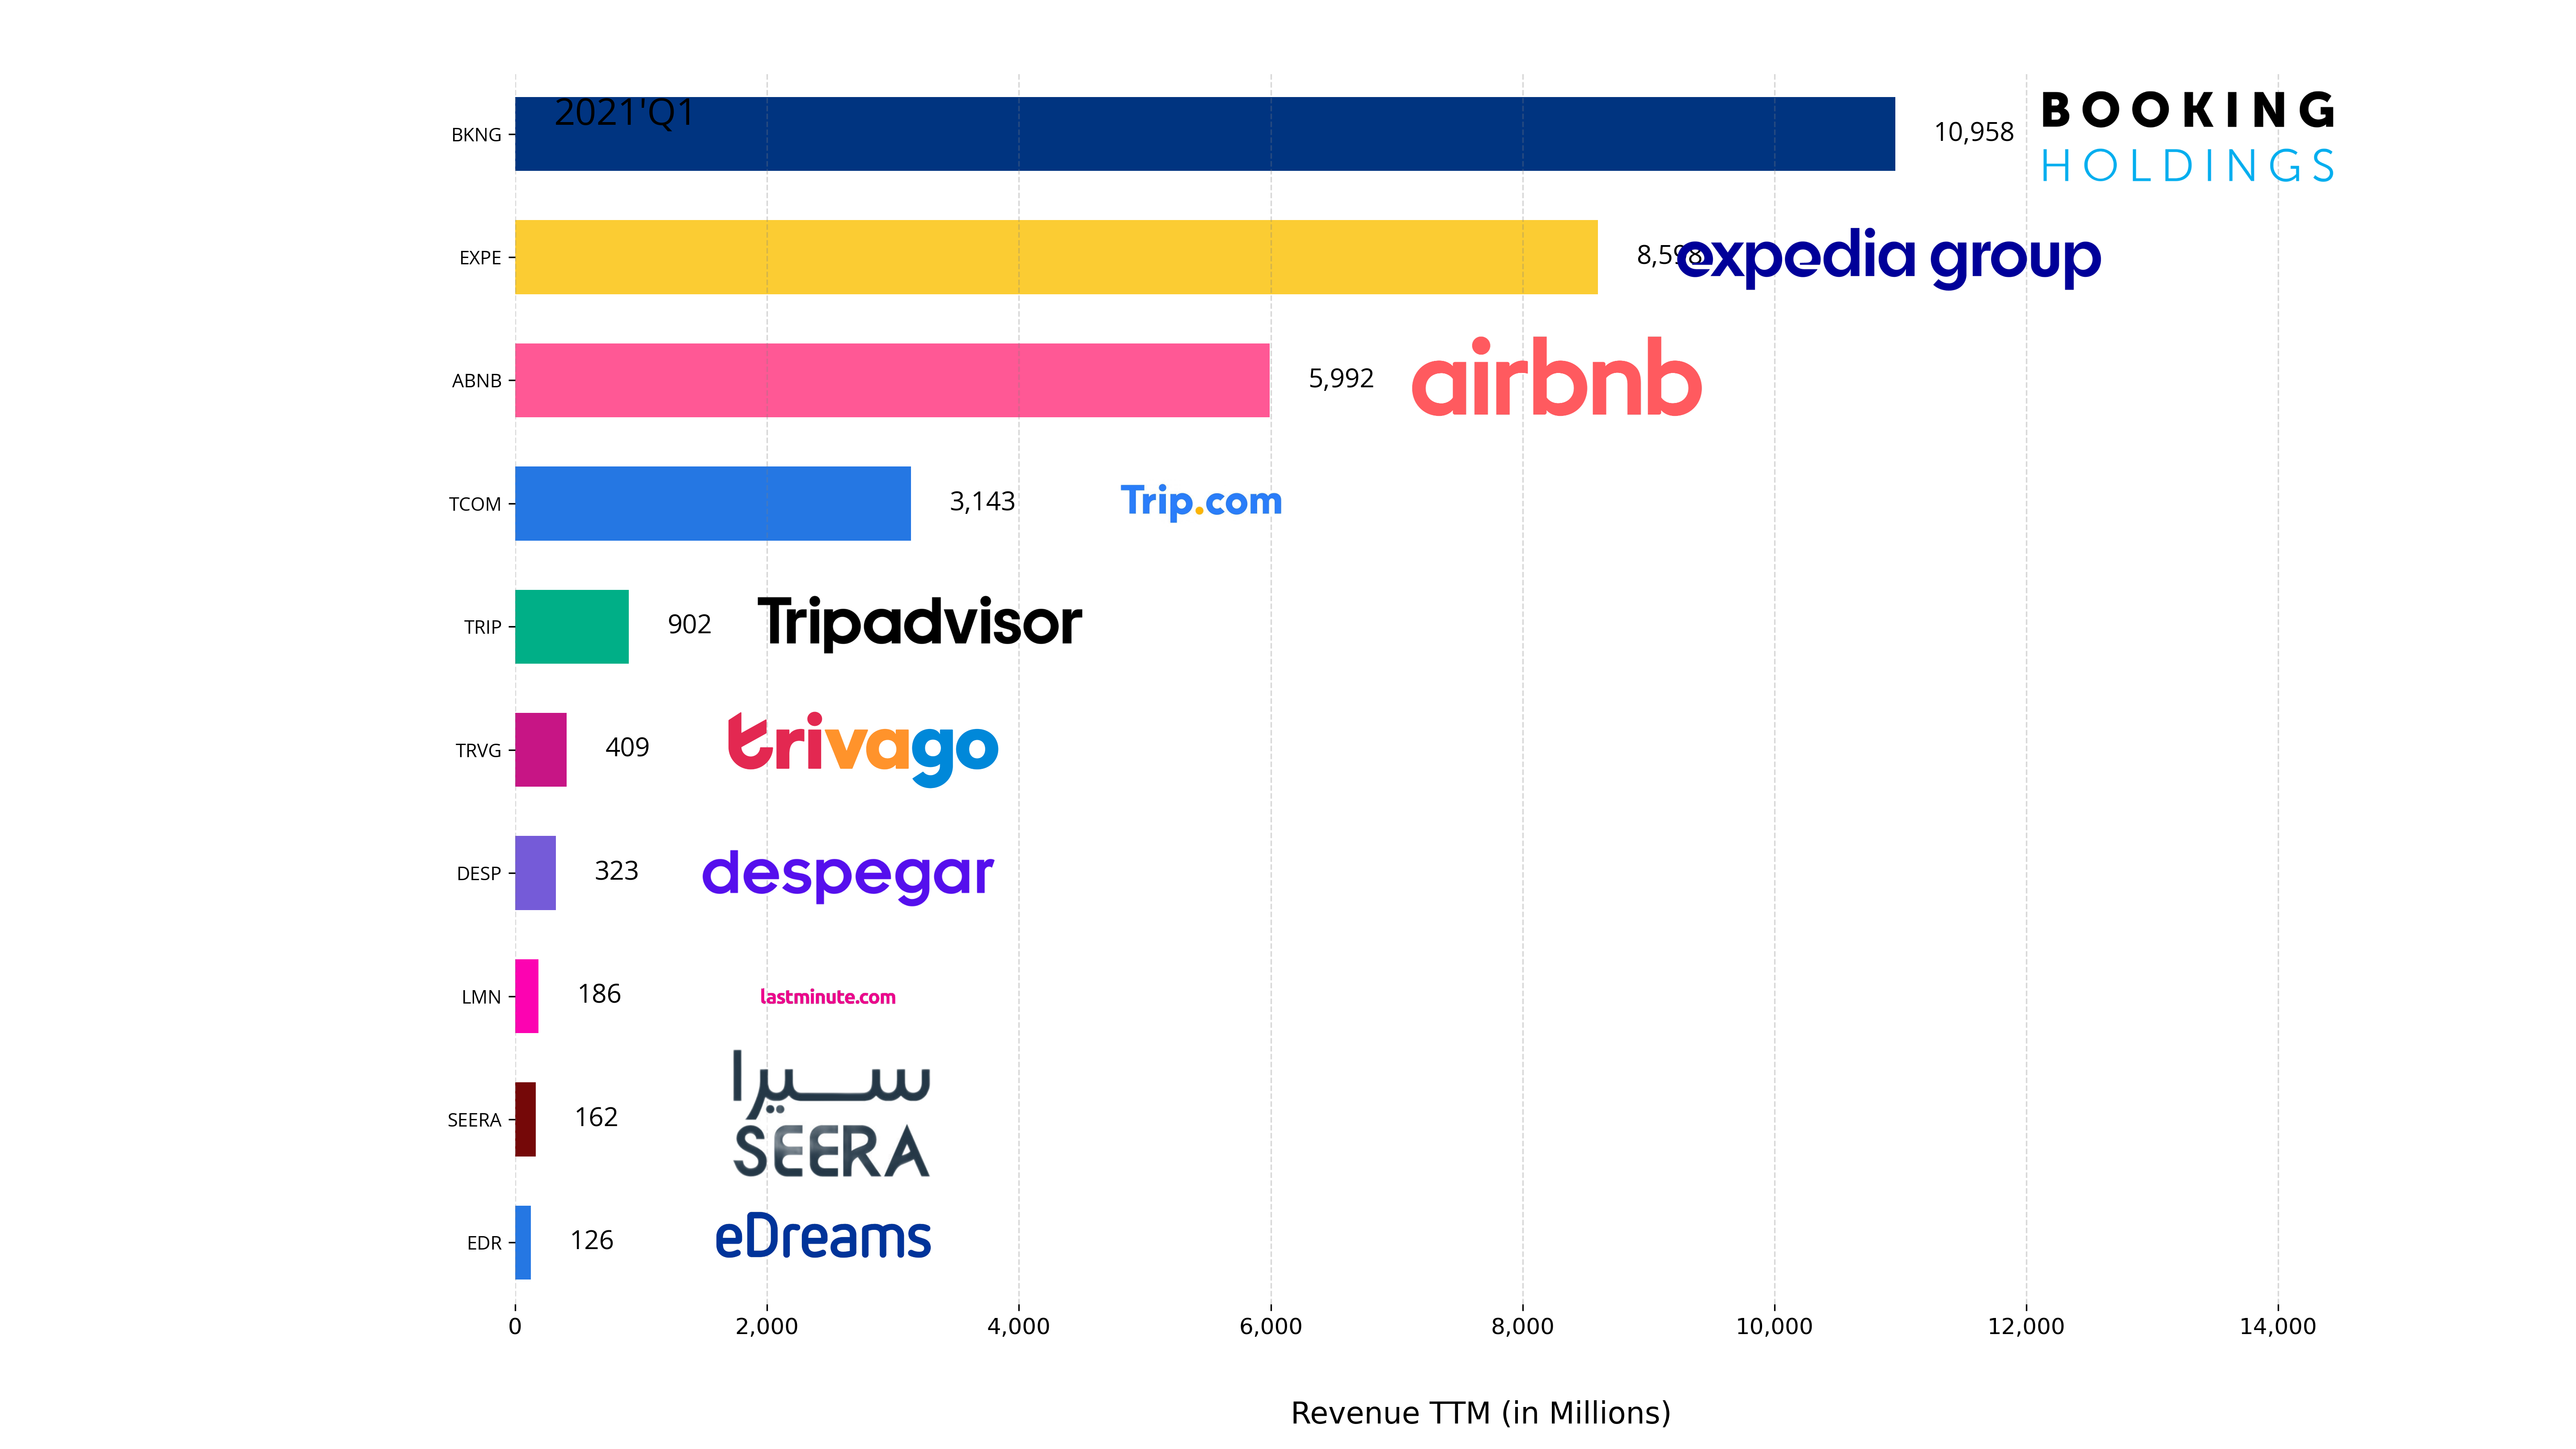 2021'Q1
BKNG 10,958 BOOKING
HOLDINGS
EXPE 8,598 expedia group
ABNB 5,992 airbnb
TCOM 3,143 Trip.com
TRIP 902 Tripadvisor
TRVG 409 trivago
DESP 323 despegar
LMN 186 lastminute.com
سيرا
SEERA 162
SEERA
EDR 126 eDreams
0 2,000 4,000 6,000 8,000 10,000 12,000 14,000
Revenue TTM (in Millions)